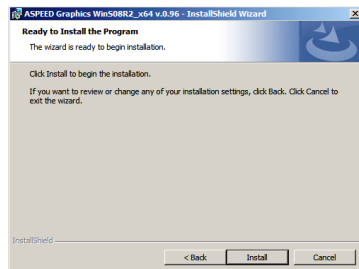 ASPEED Graphics WinS08R2_x64 v.0.96 - InstallShield Wizard
Ready to Install the Program
The wizard is ready to begin installation.
Click Install to begin the installation.
If you want to review or change any of your installation settings, click Back. Click Cancel to
exit the wizard.
InstallShield
< Back Install Cancel